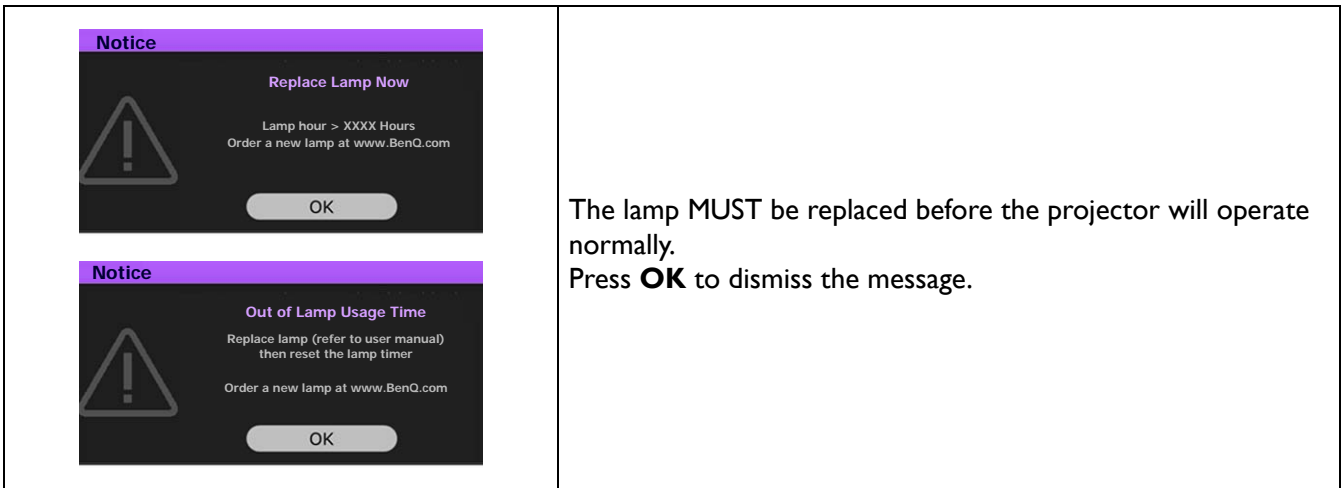 Notice
Replace Lamp Now
Lamp hour > XXXX Hours
Order a new lamp at www.BenQ.com
OK
Notice
Out of Lamp Usage Time
Replace lamp (refer to user manual)
then reset the lamp timer
Order a new lamp at www.BenQ.com
OK
The lamp MUST be replaced before the projector will operate
normally.
Press OK to dismiss the message.